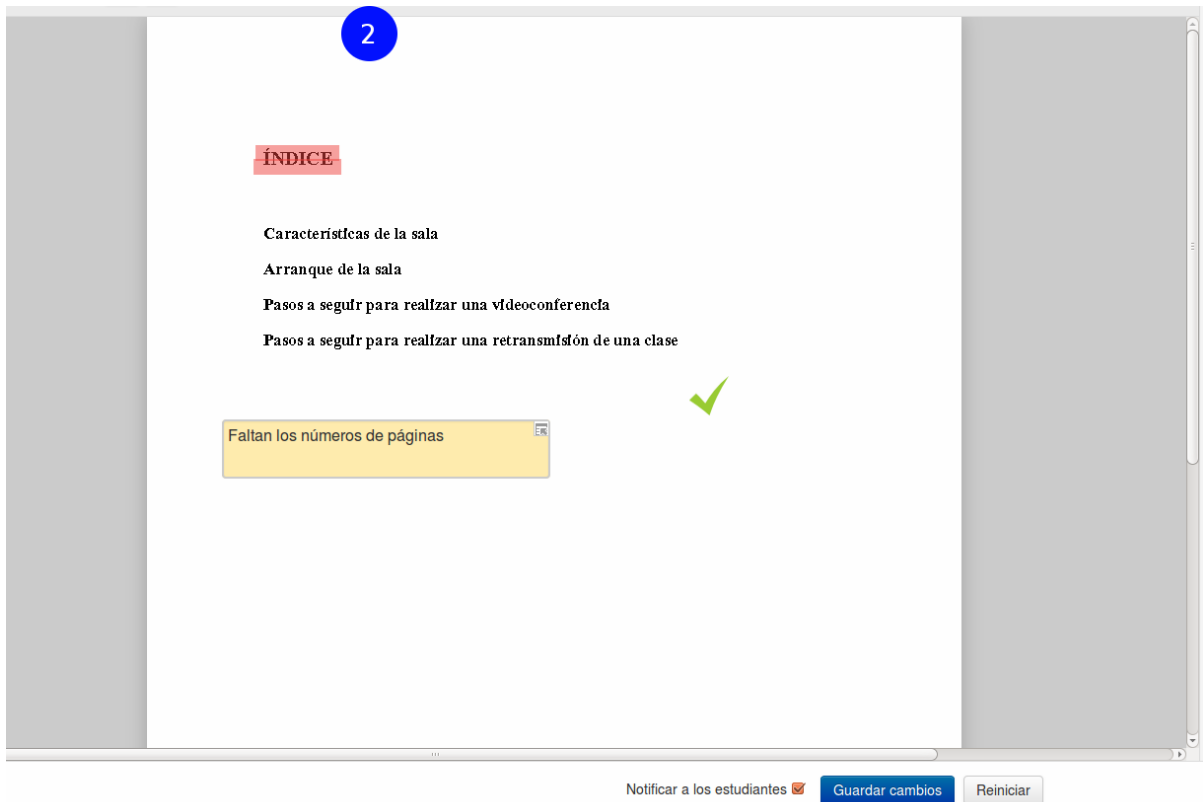 2
ÍNDICE
Características de la sala
Arranque de la sala
Pasos a seguir para realizar una videoconferencia
Pasos a seguir para realizar una retransmisión de una clase
Faltan los números de páginas
Notificar a los estudiantes Guardar cambios Reiniciar